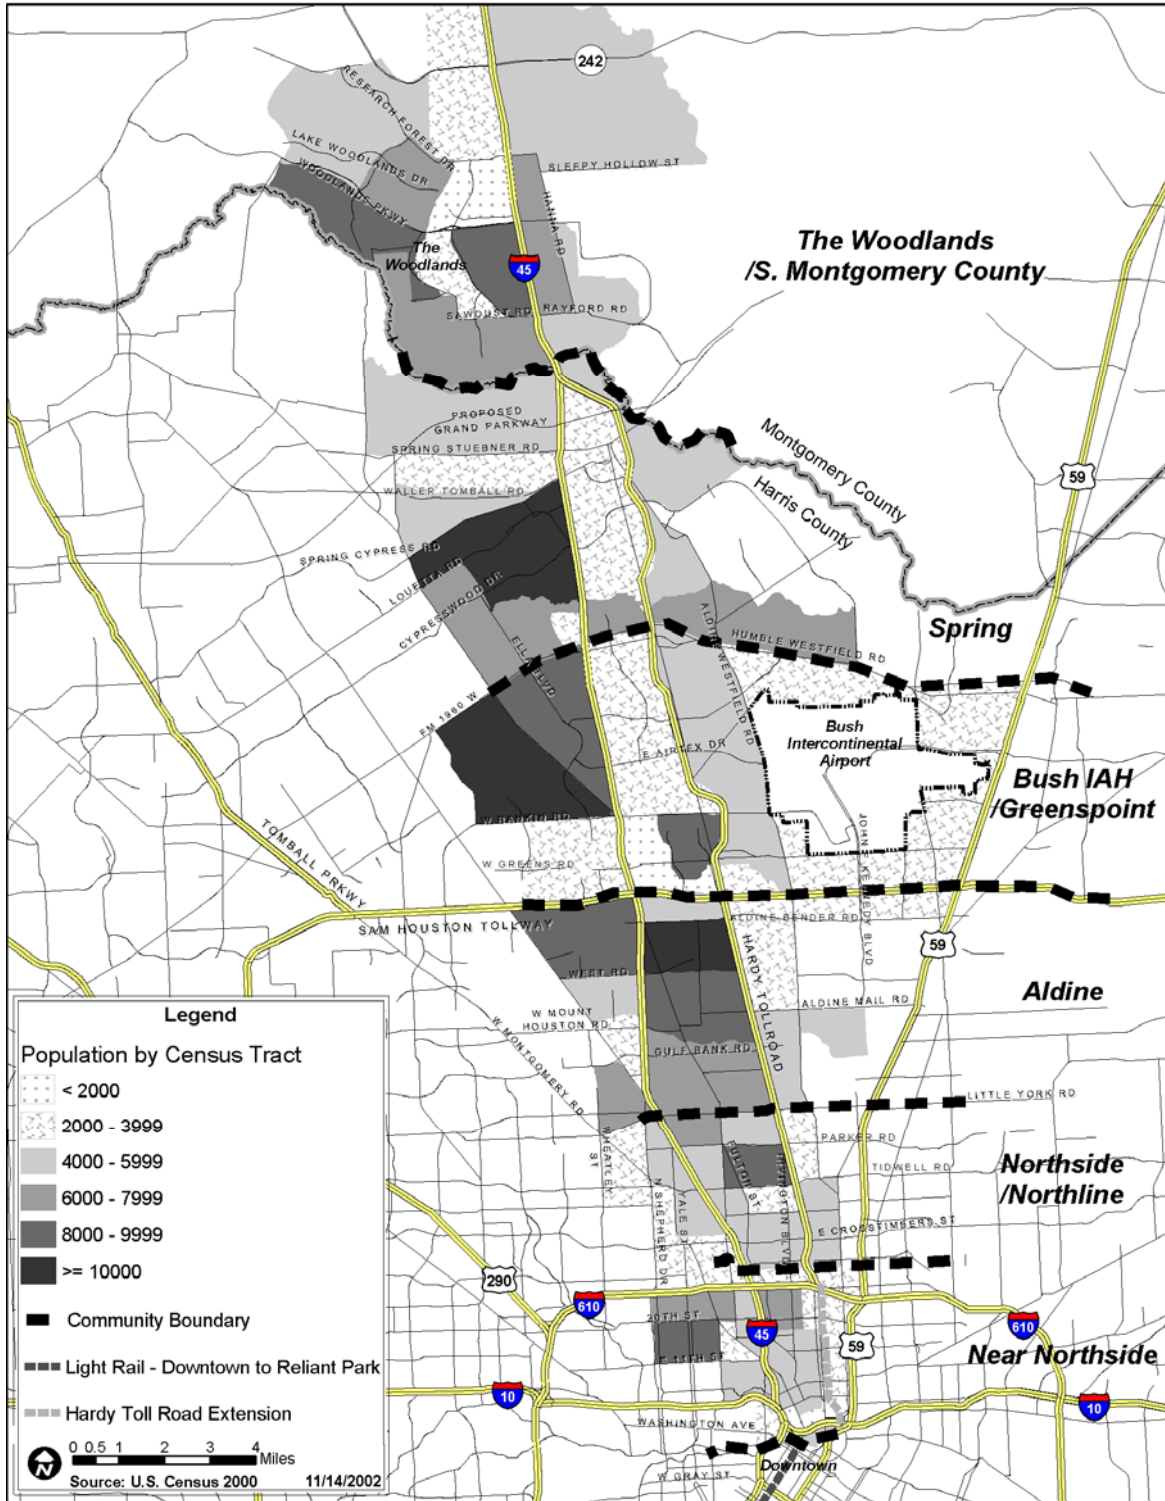 242
RESEARCH FOREST DR
LAKE WOODLANDS DR
WOODLANDS PKWY
SLEEPY HOLLOW ST
HANNA RD
The Woodlands
/S. Montgomery County
The
Woodlands
45
SAWDUST RD
RAYFORD RD
PROPOSED
GRAND PARKWAY
SPRING STUEBNER RD
Montgomery County
Harris County
59
WALLER TOMBALL RD
SPRING CYPRESS RD
LOUETTA RD
CYPRESSWOOD DR
ELLA BLVD
ALDINE WESTFIELD RD
HUMBLE WESTFIELD RD
Spring
FM 1960 W
ALDINE WESTFIELD RD
E AIRTEX DR
Bush
Intercontinental
Airport
Bush IAH
/Greenspoint
W RANKIN RD
JOHN F KENNEDY BLVD
TOMBALL PRKWY
W GREENS RD
SAM HOUSTON TOLLWAY
ALDINE BENDER RD
HARDY TOLLROAD
59
WEST RD
ALDINE MAIL RD
Aldine
W MOUNT
HOUSTON RD
W MONTGOMERY RD
GULF BANK RD
LITTLE YORK RD
WHEATLEY ST
PARKER RD
FULTON ST
TIDWELL RD
Northside
/Northline
IRVINGTON BLVD
N SHEPHERD DR
YALE ST
E CROSSTIMBERS ST
290
610
20TH ST
45
59
610
E 11TH ST
Near Northside
10
10
WASHINGTON AVE
Downtown
W GRAY ST
Legend
Population by Census Tract
< 2000
2000 - 3999
4000 - 5999
6000 - 7999
8000 - 9999
>= 10000
Community Boundary
Light Rail - Downtown to Reliant Park
Hardy Toll Road Extension
N
0 0.5 1 2 3 4
Miles
Source: U.S. Census 2000 11/14/2002